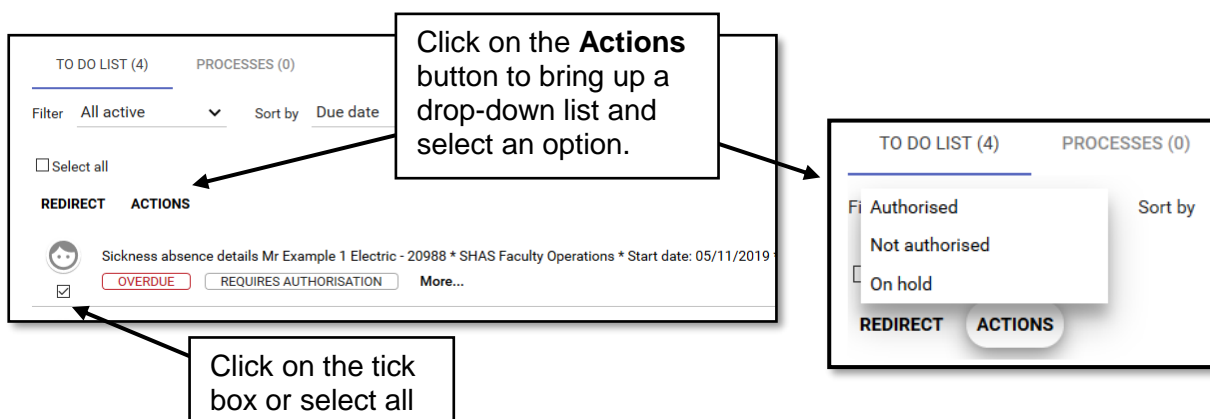 Click on the Actions
button to bring up a
drop-down list and
select an option.
TO DO LIST (4) PROCESSES (0)
Filter All active Sort by Due date
Select all
REDIRECT ACTIONS
Sickness absence details Mr Example 1 Electric - 20988 * SHAS Faculty Operations * Start date: 05/11/2019 *
OVERDUE REQUIRES AUTHORISATION More...
Click on the tick
box or select all
TO DO LIST (4) PROCESSES (0)
Fi Authorised Sort by
Not authorised
On hold
REDIRECT ACTIONS